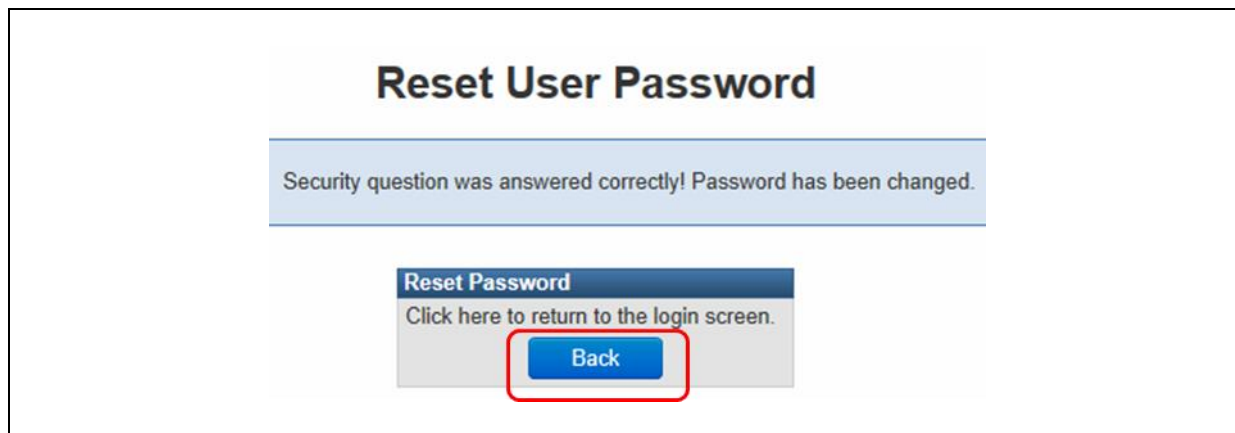 Reset User Password
Security question was answered correctly! Password has been changed.
Reset Password
Click here to return to the login screen.
Back